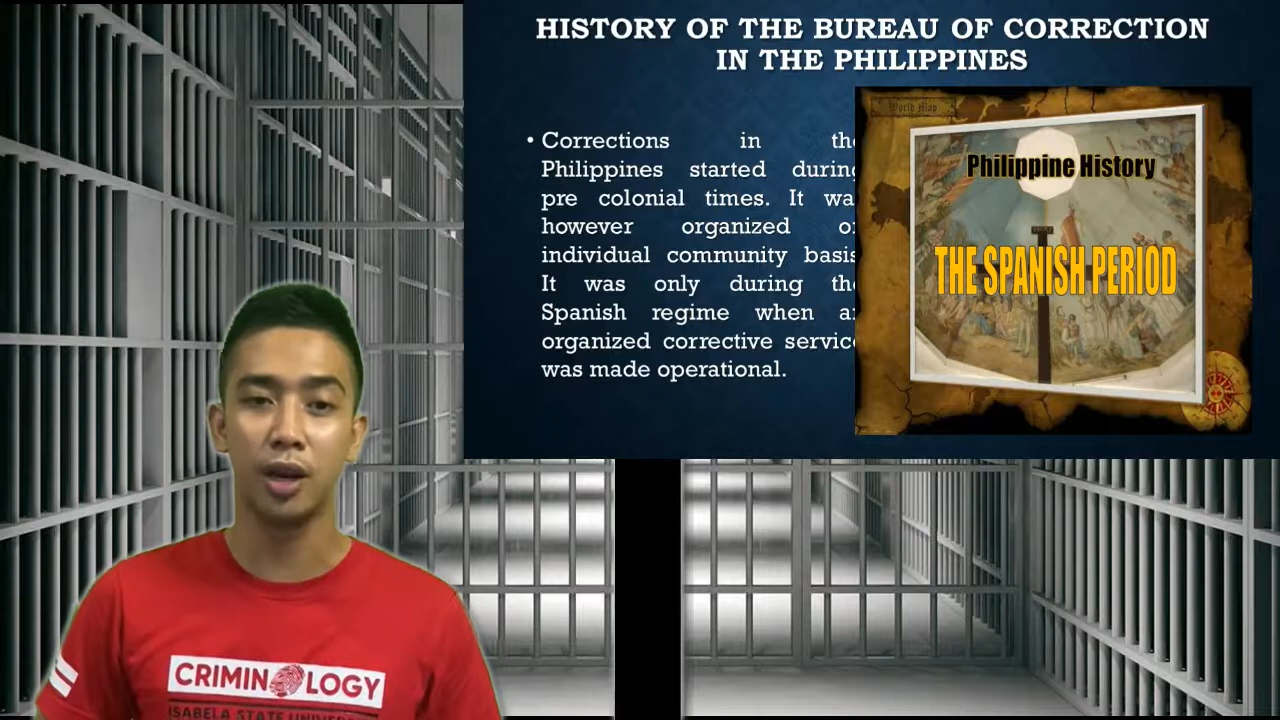 HISTORY OF THE BUREAU OF CORRECTION
IN THE PHILIPPINES
• Corrections in the
Philippines started during
pre colonial times. It was
however organized on
individual community basis.
It was only during the
Spanish regime when an
organized corrective service
was made operational.
World Map
Philippine History
THE SPANISH PERIOD
CRIMINOLOGY
ISABELA STATE